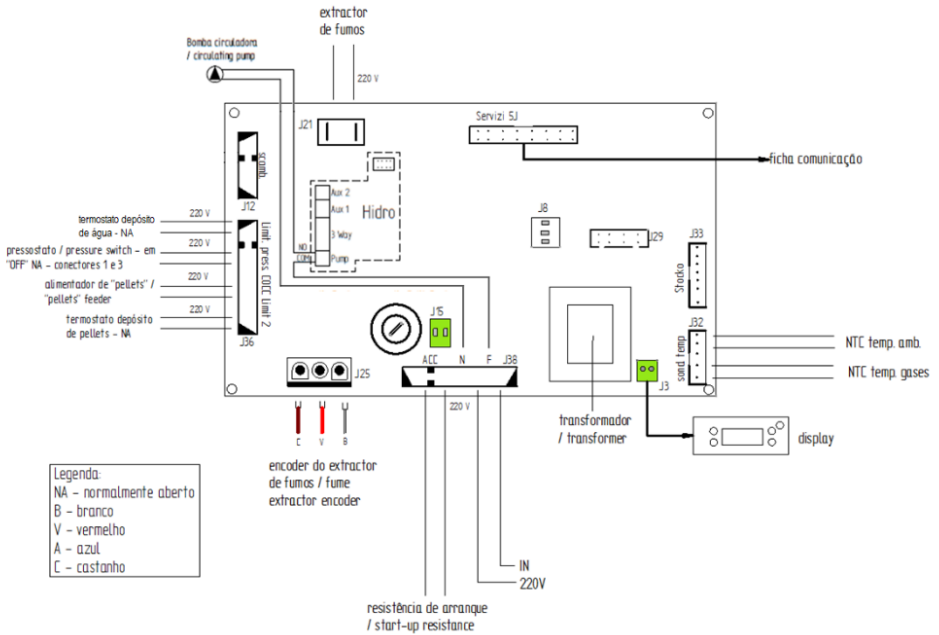 extractor
de fumos
Bomba circuladora
/ circulating pump
220 V
J21
Servizi SJ
ficha comunicação
scamb.
J12
Aux 2
Aux 1
Hidro
3 Way
NO
COM
Pump
J8
J29
J33
Stocko
termostato depósito
de água - NA
220 V
pressostato / pressure switch - em
"OFF" NA - conectores 1 e 3
220 V
alimentador de "pellets" /
"pellets" feeder
220 V
termostato depósito
de pellets - NA
220 V
Limit. press COCC Limit 2
J36
J15
ACC
N
F
J38
J25
220 V
J32
sond temp
NTC temp. amb.
NTC temp. gases
J3
C
V
B
transformador
/ transformer
display
encoder do extractor
de fumos / fume
extractor encoder
Legenda:
NA - normalmente aberto
B - branco
V - vermelho
A - azul
C - castanho
IN
220V
resistência de arranque
/ start-up resistance